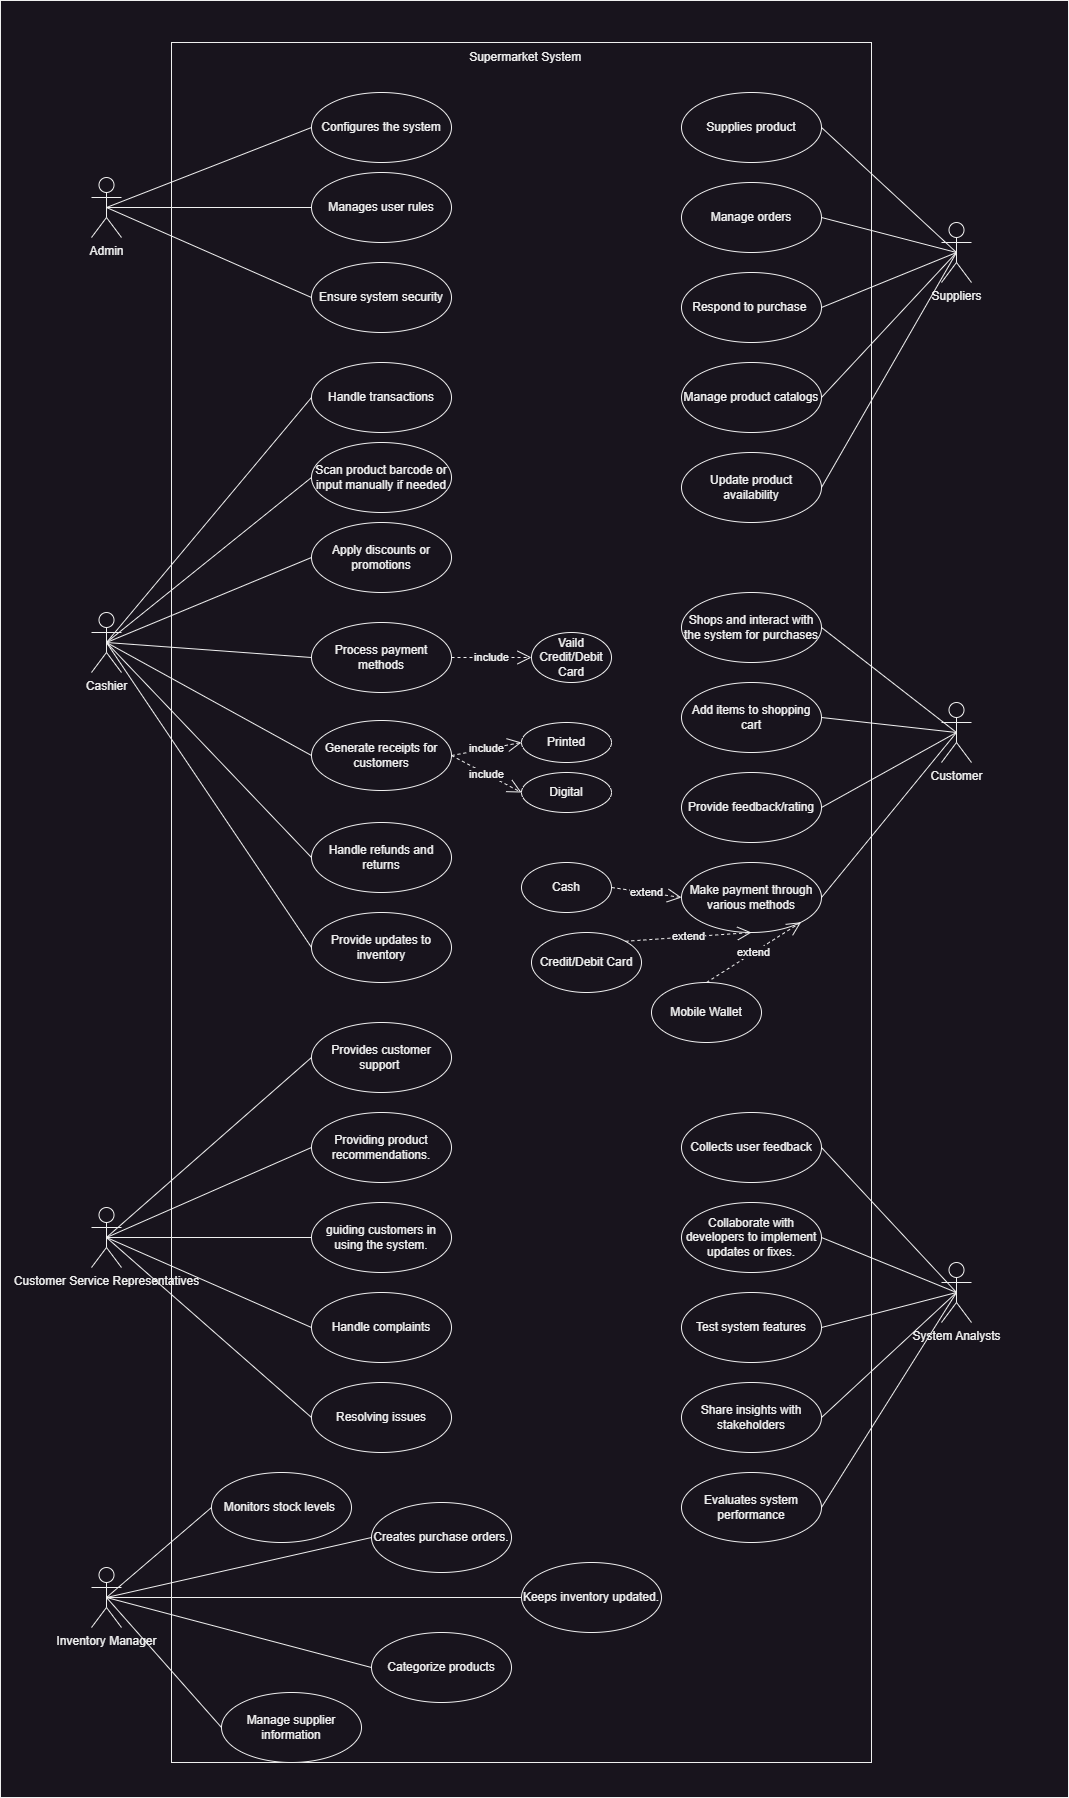 Supermarket System
Configures the system
Supplies product
Manages user rules
Manage orders
Admin
Ensure system security
Suppliers
Respond to purchase
Handle transactions
Manage product catalogs
Scan product barcode or
input manually if needed
Update product
availability
Apply discounts or
promotions
Shops and interact with
the system for purchases
Process payment
methods
include
Vaild
Credit/Debit
Card
Cashier
Add items to shopping
cart
Generate receipts for
customers
include
Printed
include
Digital
Customer
Provide feedback/rating
Handle refunds and
returns
Cash
extend
Make payment through
various methods
Provide updates to
inventory
extend
Credit/Debit Card
extend
Mobile Wallet
Provides customer
support
Providing product
recommendations.
Collects user feedback
guiding customers in
using the system.
Collaborate with
developers to implement
updates or fixes.
Customer Service Representatives
Handle complaints
Test system features
System Analysts
Resolving issues
Share insights with
stakeholders
Monitors stock levels
Evaluates system
performance
Creates purchase orders.
Keeps inventory updated.
Inventory Manager
Categorize products
Manage supplier
information